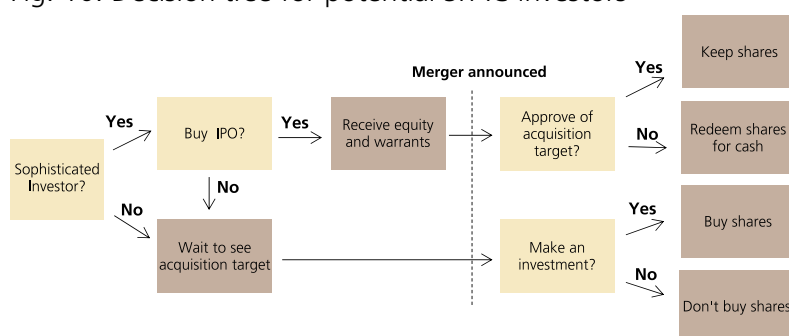 Merger announced
Yes
Keep shares
Yes
Buy IPO?
Yes
Receive equity
and warrants
Approve of
acquisition
target?
No
Redeem shares
for cash
Sophisticated
Investor?
No
No
Wait to see
acquisition target
Make an
investment?
Yes
Buy shares
No
Don't buy shares